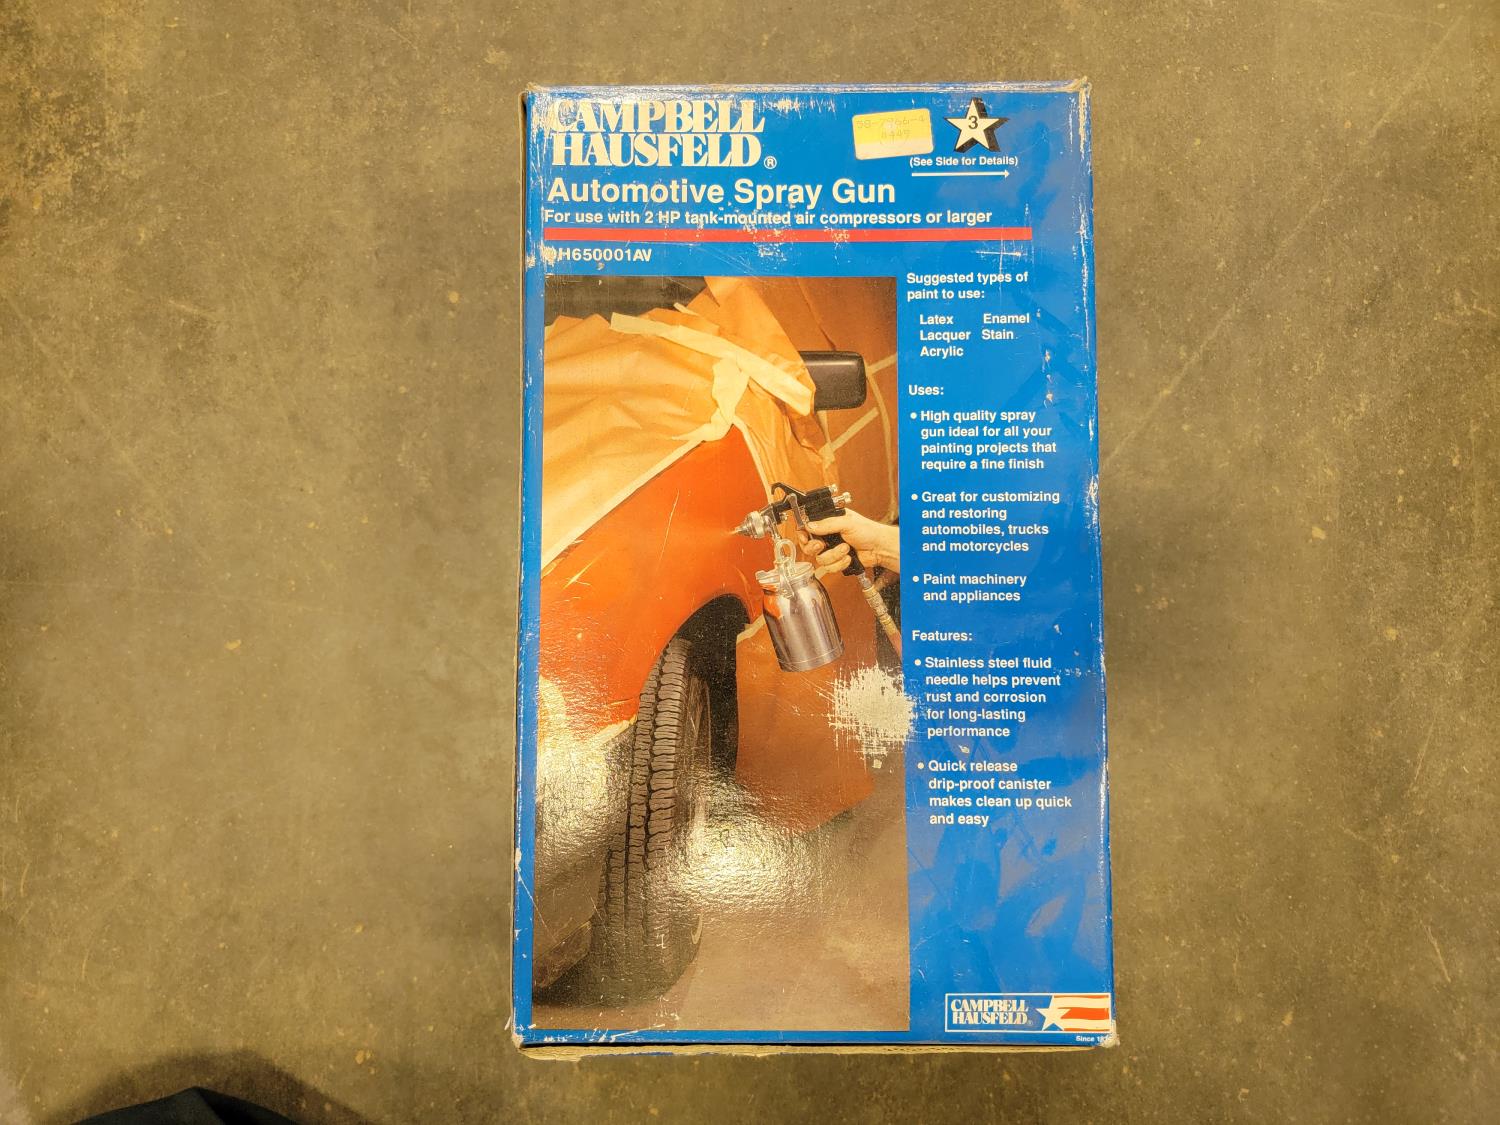 CAMPBELL
HAUSFELD®
3
(See Side for Details)
Automotive Spray Gun
For use with 2 HP tank-mounted air compressors or larger
DH650001AV
Suggested types of
paint to use:
Latex Enamel
Lacquer Stain
Acrylic
Uses:
• High quality spray
gun ideal for all your
painting projects that
require a fine finish
• Great for customizing
and restoring
automobiles, trucks
and motorcycles
• Paint machinery
and appliances
Features:
• Stainless steel fluid
needle helps prevent
rust and corrosion
for long-lasting
performance
• Quick release
drip-proof canister
makes clean up quick
and easy
CAMPBELL
HAUSFELD®
Since